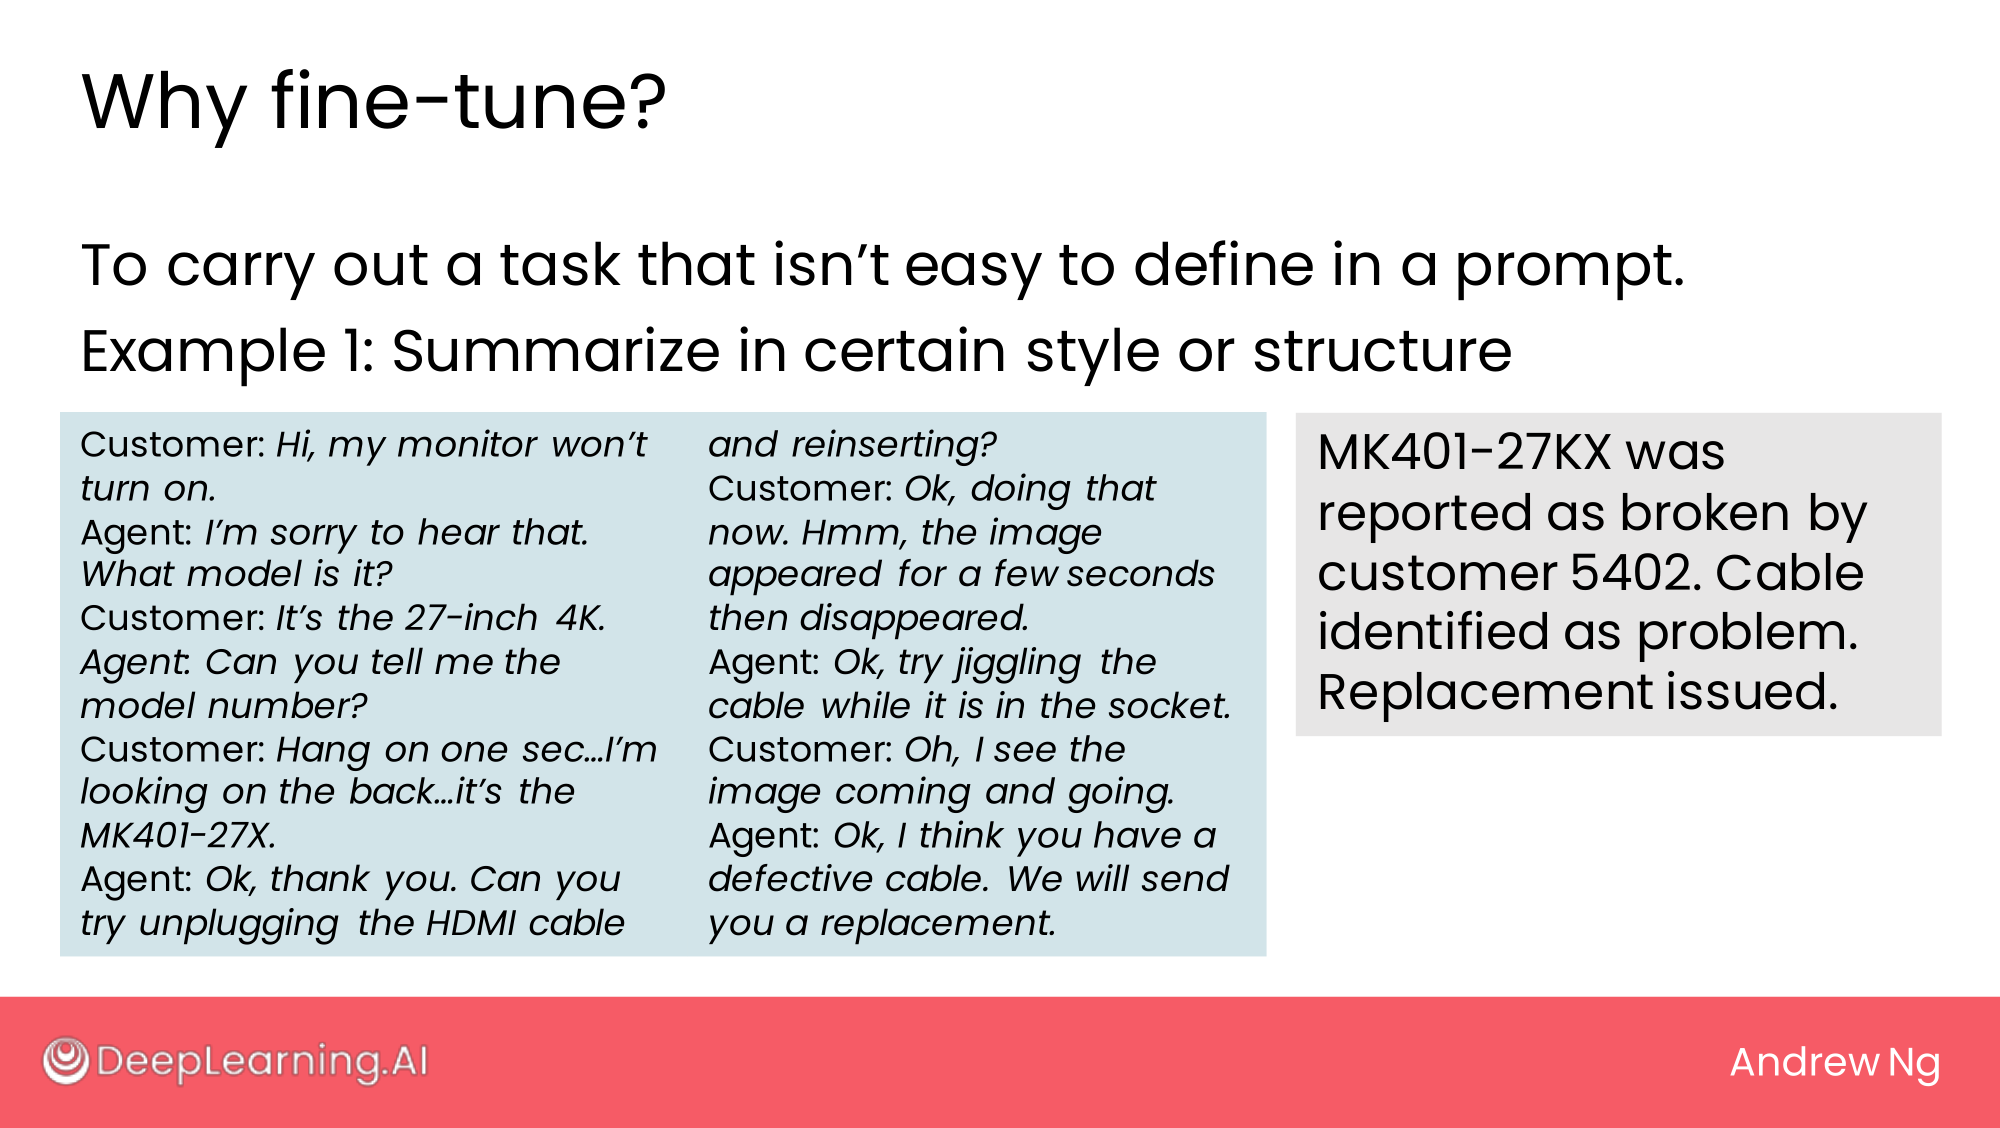 Why fine-tune?
To carry out a task that isn’t easy to define in a prompt.
Example 1: Summarize in certain style or structure
Customer: Hi, my monitor won’t
turn on.
Agent: I’m sorry to hear that.
What model is it?
Customer: It’s the 27-inch 4K.
Agent: Can you tell me the
model number?
Customer: Hang on one sec…I’m
looking on the back…it’s the
MK401-27X.
Agent: Ok, thank you. Can you
try unplugging the HDMI cable
and reinserting?
Customer: Ok, doing that
now. Hmm, the image
appeared for a few seconds
then disappeared.
Agent: Ok, try jiggling the
cable while it is in the socket.
Customer: Oh, I see the
image coming and going.
Agent: Ok, I think you have a
defective cable. We will send
you a replacement.
MK401-27KX was
reported as broken by
customer 5402. Cable
identified as problem.
Replacement issued.
DeepLearning.AI
Andrew Ng